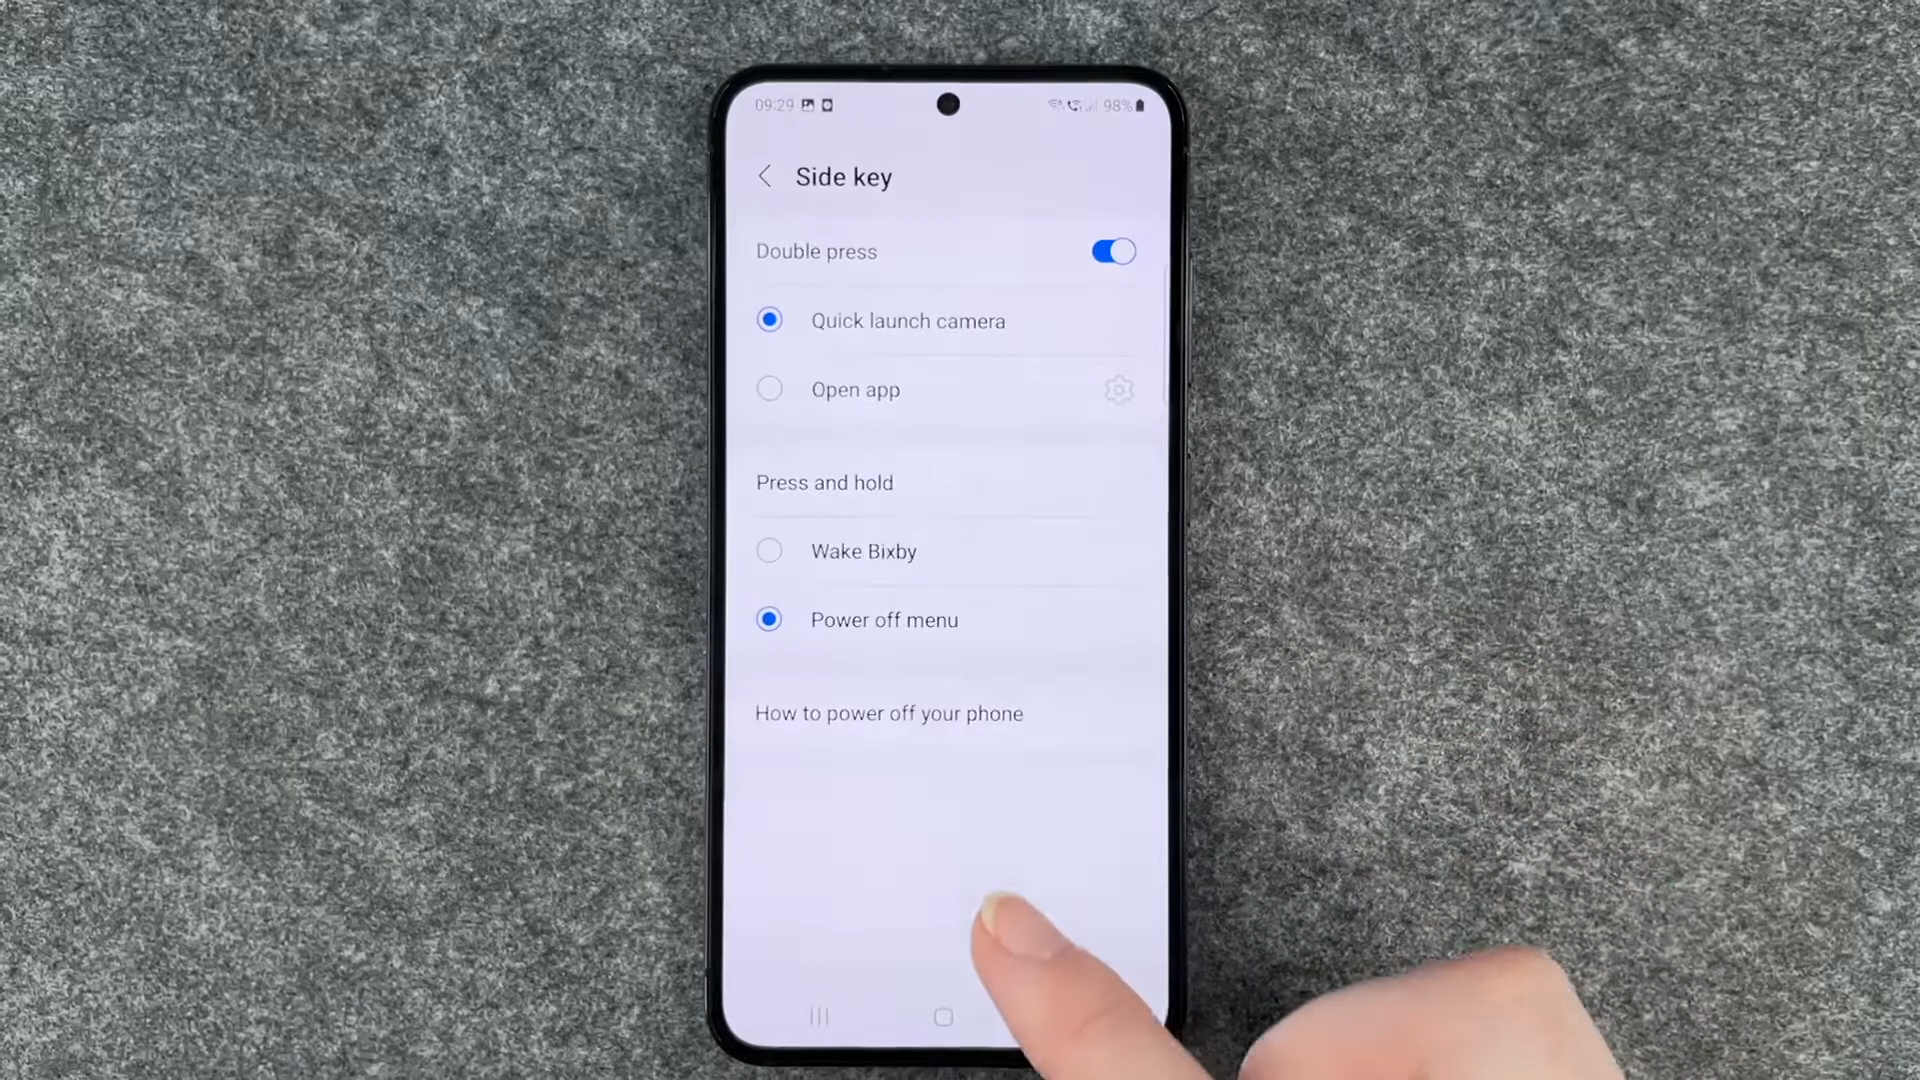 09:29 98%
Side key
Double press
Quick launch camera
Open app
Press and hold
Wake Bixby
Power off menu
How to power off your phone